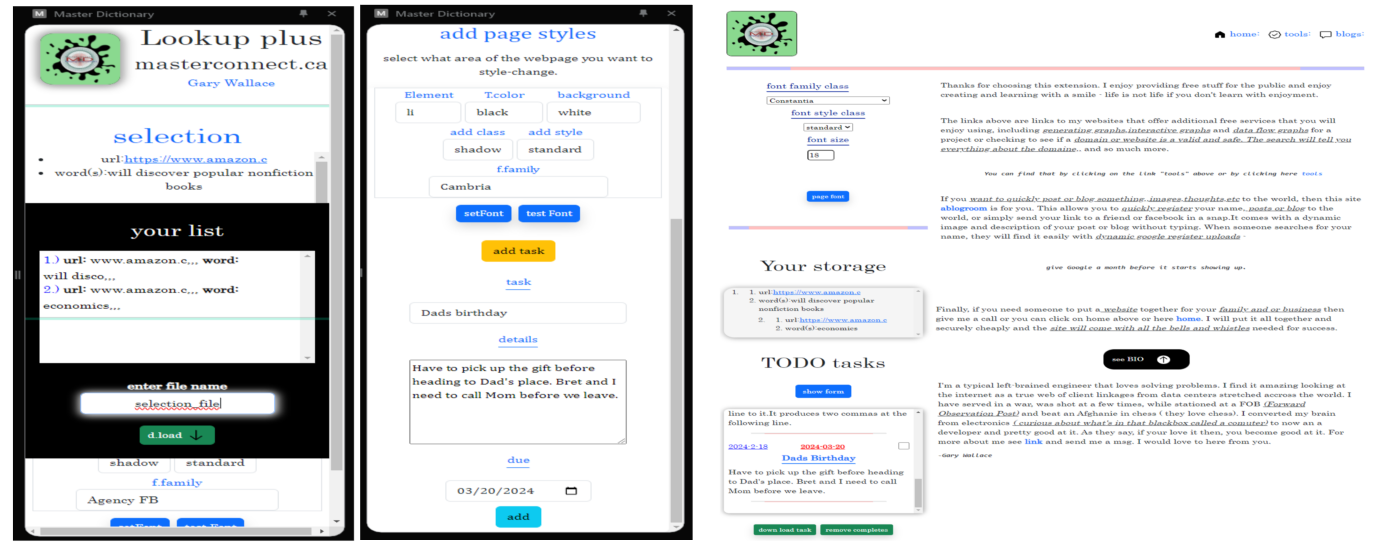 M Master Dictionary
Lookup plus
masterconnect.ca
Gary Wallace
selection
url:https://www.amazon.c
word(s):will discover popular nonfiction
books
your list
1.) url: www.amazon.c,,, word:
will disco,,,
2.) url: www.amazon.c,,, word:
economics,,,
enter file name
selection_file
d.load
shadow standard
f.family
Agency FB
setFont test Font
M Master Dictionary
add page styles
select what area of the webpage you want to
style-change.
Element T.color background
li black white
add class add style
shadow standard
f.family
Cambria
setFont test Font
add task
task
Dads birthday
details
Have to pick up the gift before
heading to Dad's place. Bret and I
need to call Mom before we leave.
due
03/20/2024
add
home: tools: blogs:
font family class
Constantia
font style class
standard
font size
18
page font
Your storage
1. 1. url:https://www.amazon.c
2. word(s):will discover popular
nonfiction books
2. 1. url:https://www.amazon.c
2. word(s):economics
TODO tasks
show form
line to it.It produces two commas at the
following line.
2024-2-18 2024-03-20
Dads Birthday
Have to pick up the gift before heading
to Dad's place. Bret and I need to call
Mom before we leave.
down load task remove completes
Thanks for choosing this extension. I enjoy providing free stuff for the public and enjoy
creating and learning with a smile - life is not life if you don't learn with enjoyment.
The links above are links to my websites that offer additional free services that you will
enjoy using, including generating graphs,interactive graphs and data flow graphs for a
project or checking to see if a domain or website is a valid and safe. The search will tell you
everything about the domaine., and so much more.
You can find that by clicking on the link "tools" above or by clicking here tools
If you want to quickly post or blog something..images,thoughts,etc to the world, then this site
ablogroom is for you. This allows you to quickly register your name, posts or blog to the
world, or simply send your link to a friend or facebook in a snap.It comes with a dynamic
image and description of your post or blog without typing. When someone searches for your
name, they will find it easily with dynamic google register uploads -
give Google a month before it starts showing up.
Finally, if you need someone to put a website together for your family and or business then
give me a call or you can click on home above or here home. I will put it all together and
securely cheaply and the site will come with all the bells and whistles needed for success.
see BIO
I'm a typical left-brained engineer that loves solving problems. I find it amazing looking at
the internet as a true web of client linkages from data centers stretched accross the world. I
have served in a war, was shot at a few times, while stationed at a FOB (Forward
Observation Post) and beat an Afghanie in chess ( they love chess). I converted my brain
from electronics ( curious about what's in that blackbox called a comuter) to now an a
developer and pretty good at it. As they say, if your love it then, you become good at it. For
more about me see link and send me a msg. I would love to here from you.
-Gary Wallace